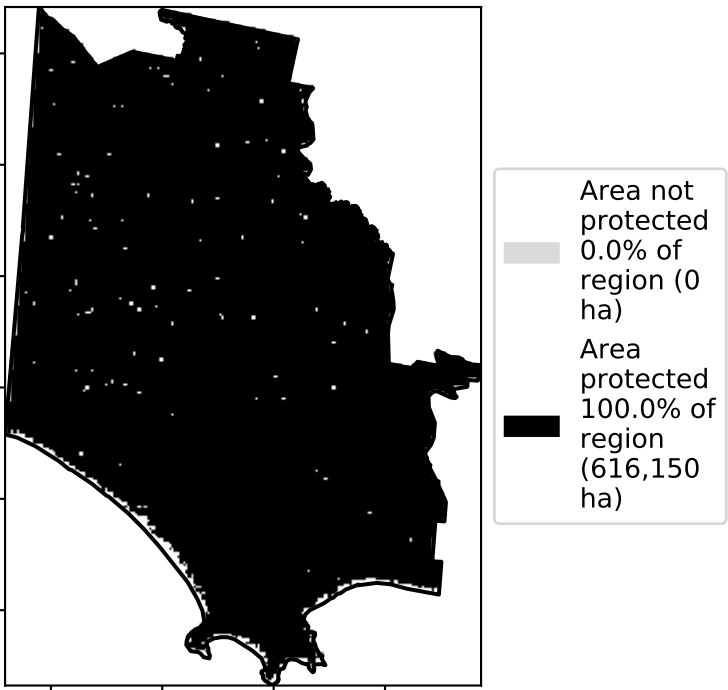 Area not
protected
0.0% of
region (0
ha)
Area
protected
100.0% of
region
(616,150
ha)